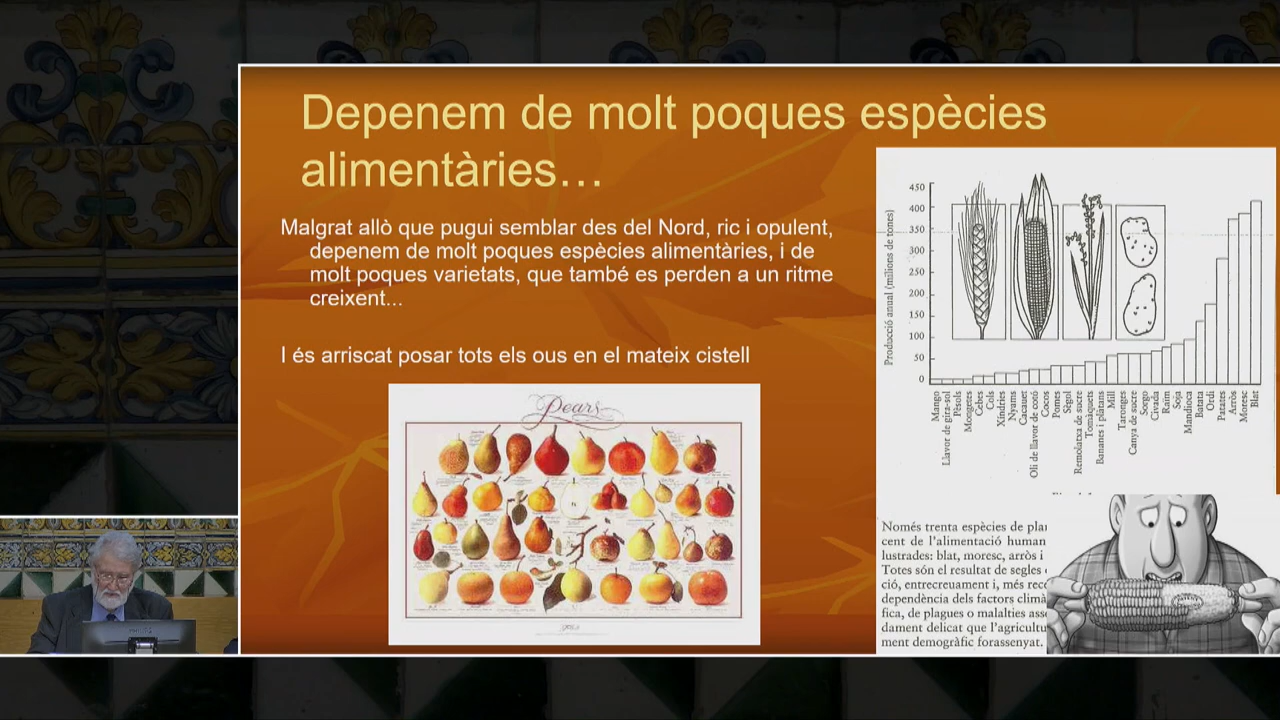 Depenem de molt poques espècies
alimentàries…
Malgrat allò que pugui semblar des del Nord, ric i opulent,
depenem de molt poques espècies alimentàries, i de
molt poques varietats, que també es perden a un ritme
creixent...
I és arriscat posar tots els ous en el mateix cistell
Pears
Producció anual (milions de tones)
450
400
350
300
250
200
150
100
50
0
Mango
Llavor de gira-sol
Pèsols
Mongetes
Cebes
Cols
Xíndries
Nyams
Cacauet
Oli de llavor de cotó
Cocos
Pomes
Sègol
Remolatxa de sucre
Tomàquets
Bananes i plàtans
Mill
Taronges
Canya de sucre
Sorgo
Civada
Raïm
Soja
Mandioca
Batata
Ordi
Patates
Arròs
Moresc
Blat
Només trenta espècies de plan
cent de l'alimentació human
lustrades: blat, moresc, arròs i
Totes són el resultat de segles
ció, entrecreuament i, més rece
dependència dels factors climà
fica, de plagues o malalties asso
dament delicat que l'agricultu
ment demogràfic forassenyat.
PHILIPS